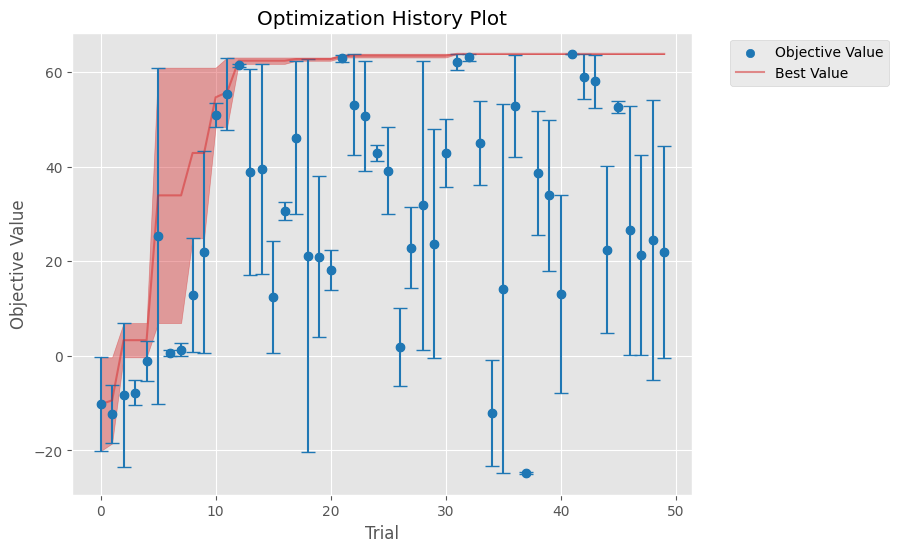 Optimization History Plot
Objective Value
Best Value
Objective Value
60
40
20
0
−20
0 10 20 30 40 50
Trial